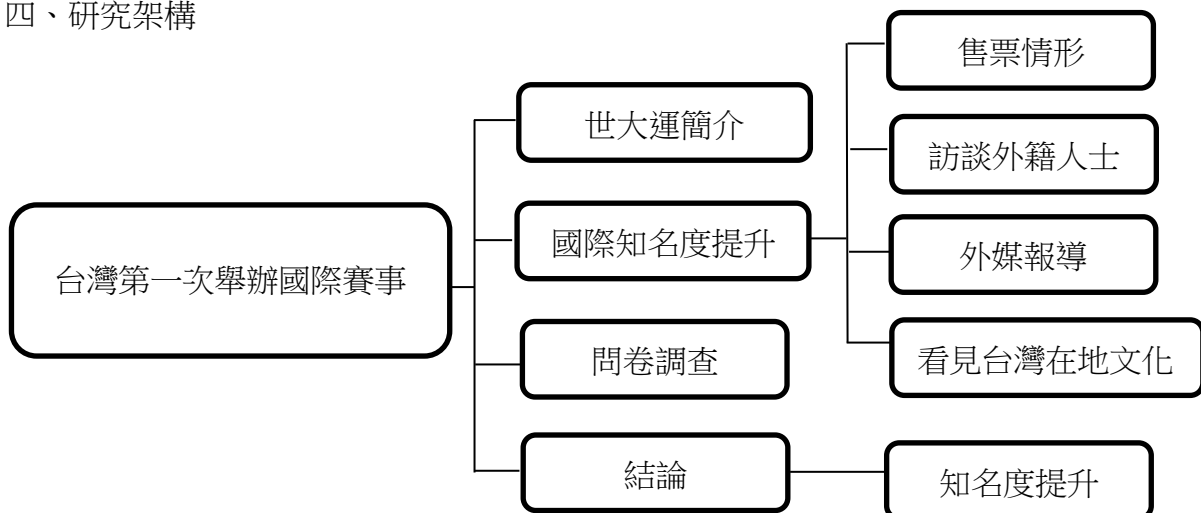 四、研究架構
台灣第一次舉辦國際賽事
世大運簡介
國際知名度提升
售票情形
訪談外籍人士
外媒報導
看見台灣在地文化
問卷調查
結論
知名度提升